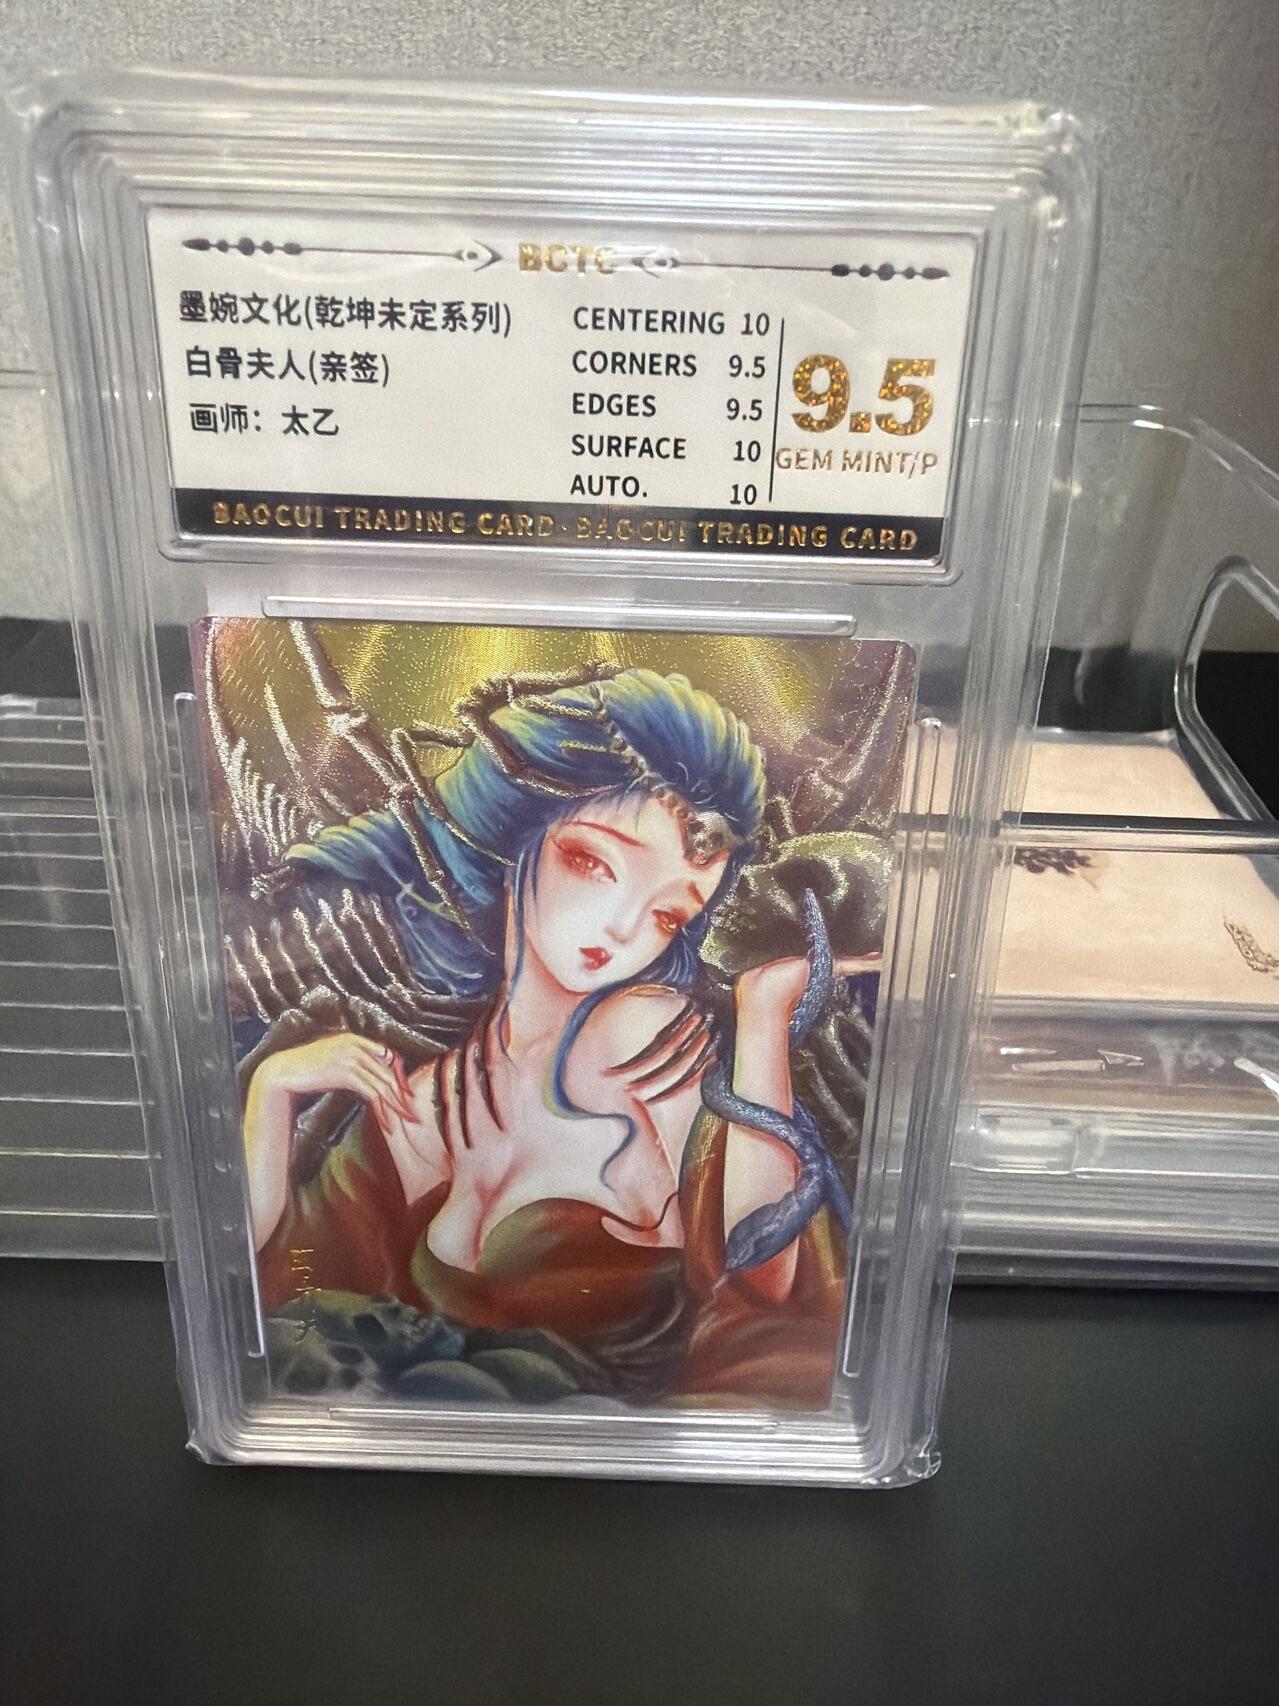 BCTC
墨婉文化(乾坤未定系列)
白骨夫人(亲签)
画师：太乙
CENTERING 10
CORNERS 9.5
EDGES 9.5
SURFACE 10
AUTO. 10
9.5
GEM MINT/P
BAOCUI TRADING CARD · BAOCUI TRADING CARD